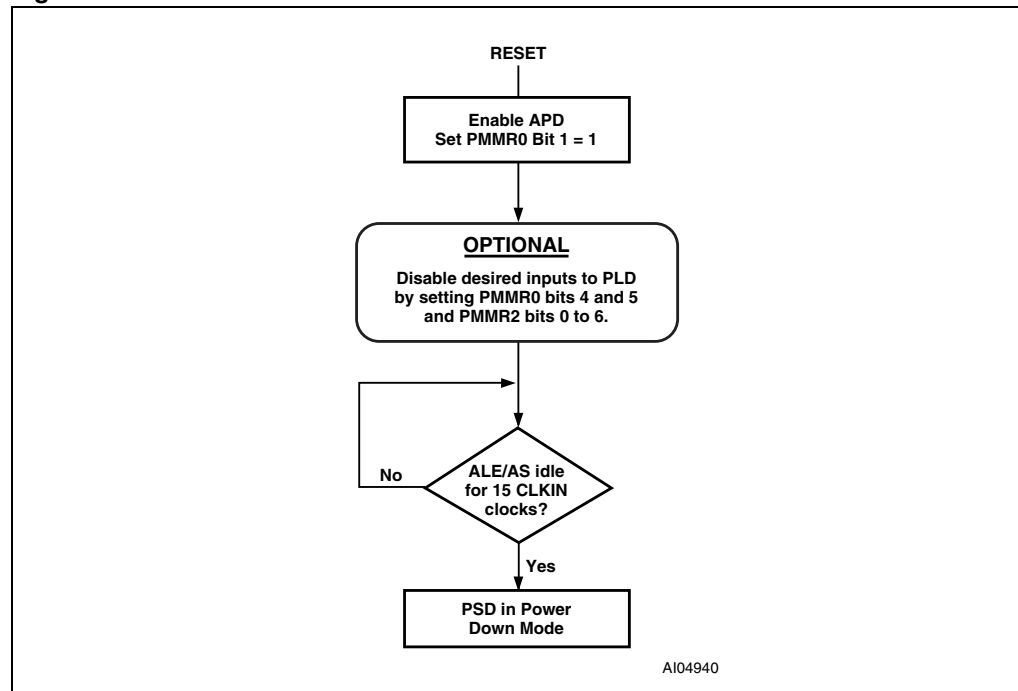 RESET
Enable APD
Set PMMR0 Bit 1 = 1
OPTIONAL
Disable desired inputs to PLD
by setting PMMR0 bits 4 and 5
and PMMR2 bits 0 to 6.
No
ALE/AS idle
for 15 CLKIN
clocks?
Yes
PSD in Power
Down Mode
AI04940